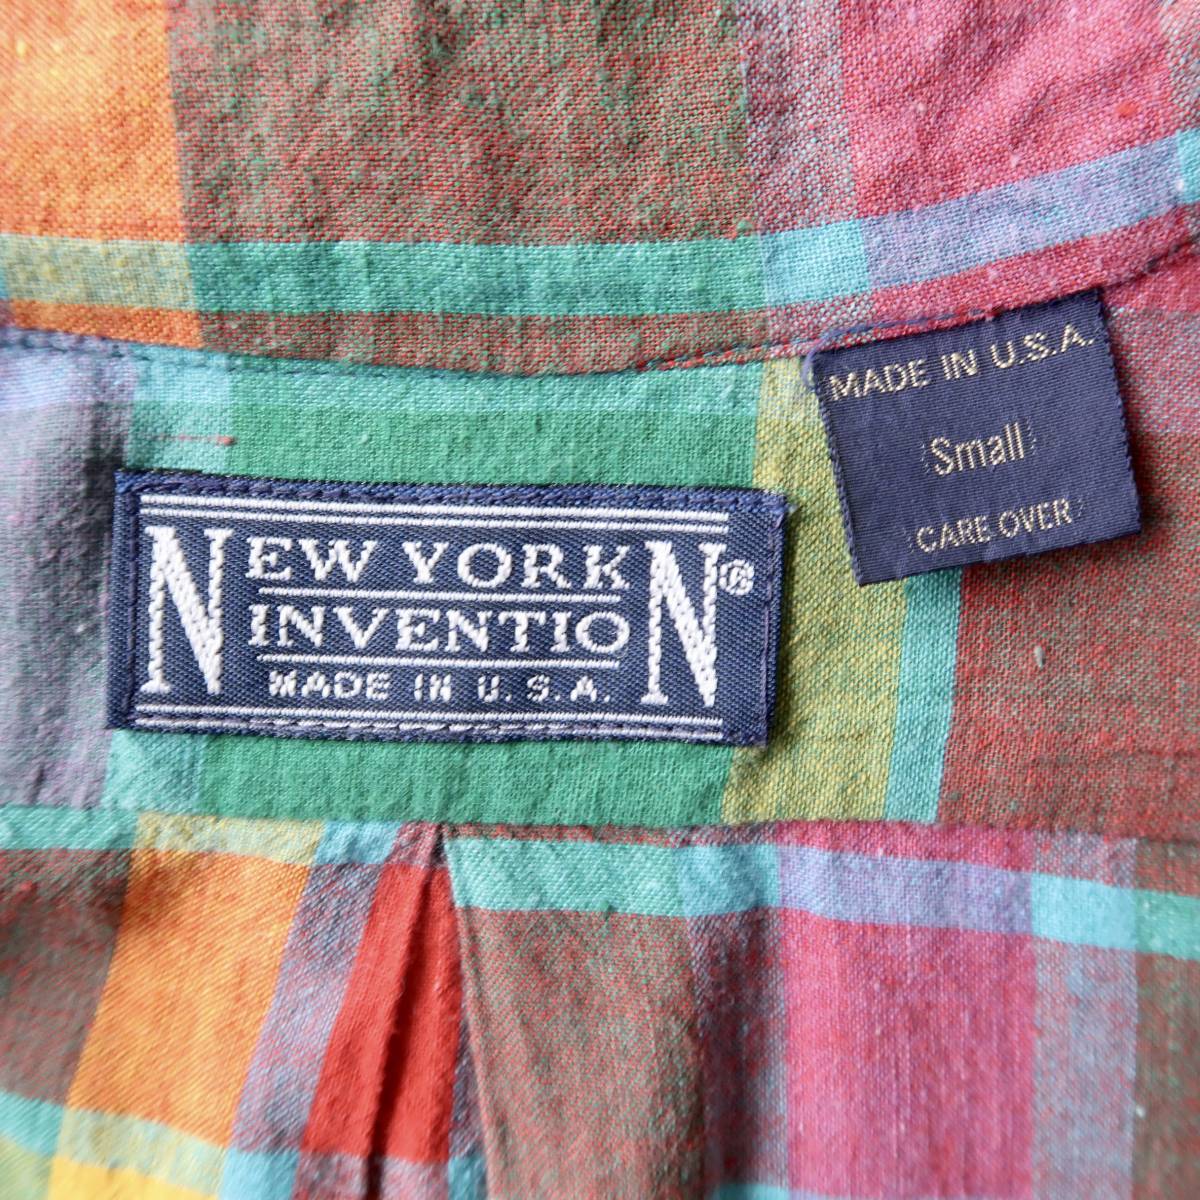 NEW YORK
INVENTION®
MADE IN U.S.A.
MADE IN U.S.A.
Small
CARE OVER